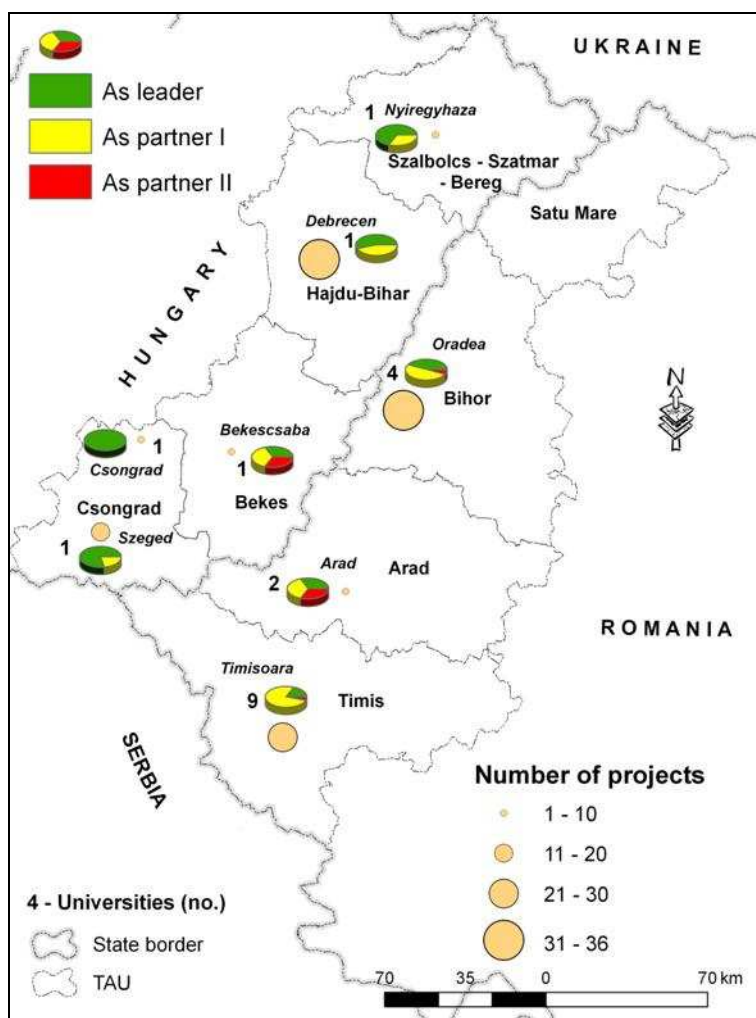 UKRAINE
As leader
As partner I
As partner II
1
Nyiregyhaza
Szalbolcs - Szatmar
- Bereg
Satu Mare
Debrecen
1
Hajdu-Bihar
HUNGARY
Oradea
4
Bihor
N
Bekescsaba
1
Bekes
1
Csongrad
Csongrad
Szeged
1
Arad
2
Arad
ROMANIA
Timisoara
9
Timis
SERBIA
Number of projects
1 - 10
11 - 20
21 - 30
31 - 36
4 - Universities (no.)
State border
TAU
70 35 0 70 km